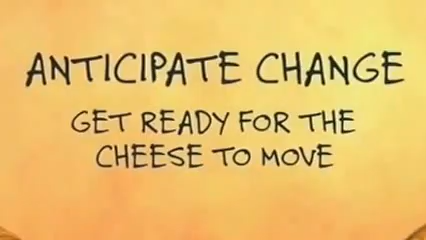 ANTICIPATE CHANGE
GET READY FOR THE
CHEESE TO MOVE